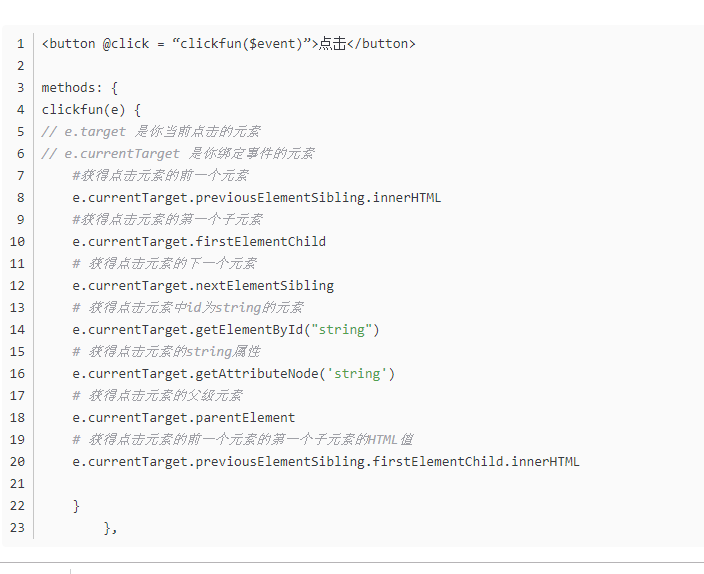 1 <button @click = “clickfun($event)”>点击</button>
2
3 methods: {
4 clickfun(e) {
5 // e.target 是你当前点击的元素
6 // e.currentTarget 是你绑定事件的元素
7 #获得点击元素的前一个元素
8 e.currentTarget.previousElementSibling.innerHTML
9 #获得点击元素的第一个子元素
10 e.currentTarget.firstElementChild
11 # 获得点击元素的下一个元素
12 e.currentTarget.nextElementSibling
13 # 获得点击元素中id为string的元素
14 e.currentTarget.getElementById("string")
15 # 获得点击元素的string属性
16 e.currentTarget.getAttributeNode('string')
17 # 获得点击元素的父级元素
18 e.currentTarget.parentElement
19 # 获得点击元素的前一个元素的第一个子元素的HTML值
20 e.currentTarget.previousElementSibling.firstElementChild.innerHTML
21
22 }
23 },